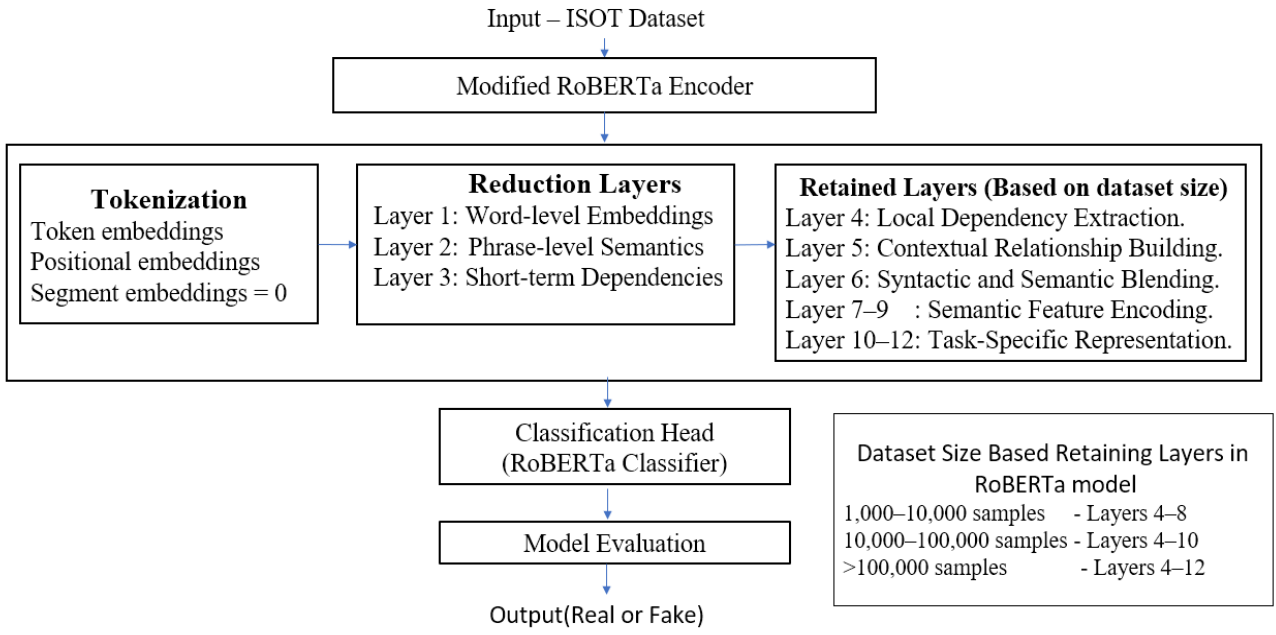 Input – ISOT Dataset
Modified RoBERTa Encoder
Tokenization
Token embeddings
Positional embeddings
Segment embeddings = 0
Reduction Layers
Layer 1: Word-level Embeddings
Layer 2: Phrase-level Semantics
Layer 3: Short-term Dependencies
Retained Layers (Based on dataset size)
Layer 4: Local Dependency Extraction.
Layer 5: Contextual Relationship Building.
Layer 6: Syntactic and Semantic Blending.
Layer 7–9 : Semantic Feature Encoding.
Layer 10–12: Task-Specific Representation.
Classification Head
(RoBERTa Classifier)
Model Evaluation
Output(Real or Fake)
Dataset Size Based Retaining Layers in
RoBERTa model
1,000–10,000 samples - Layers 4–8
10,000–100,000 samples - Layers 4–10
>100,000 samples - Layers 4–12